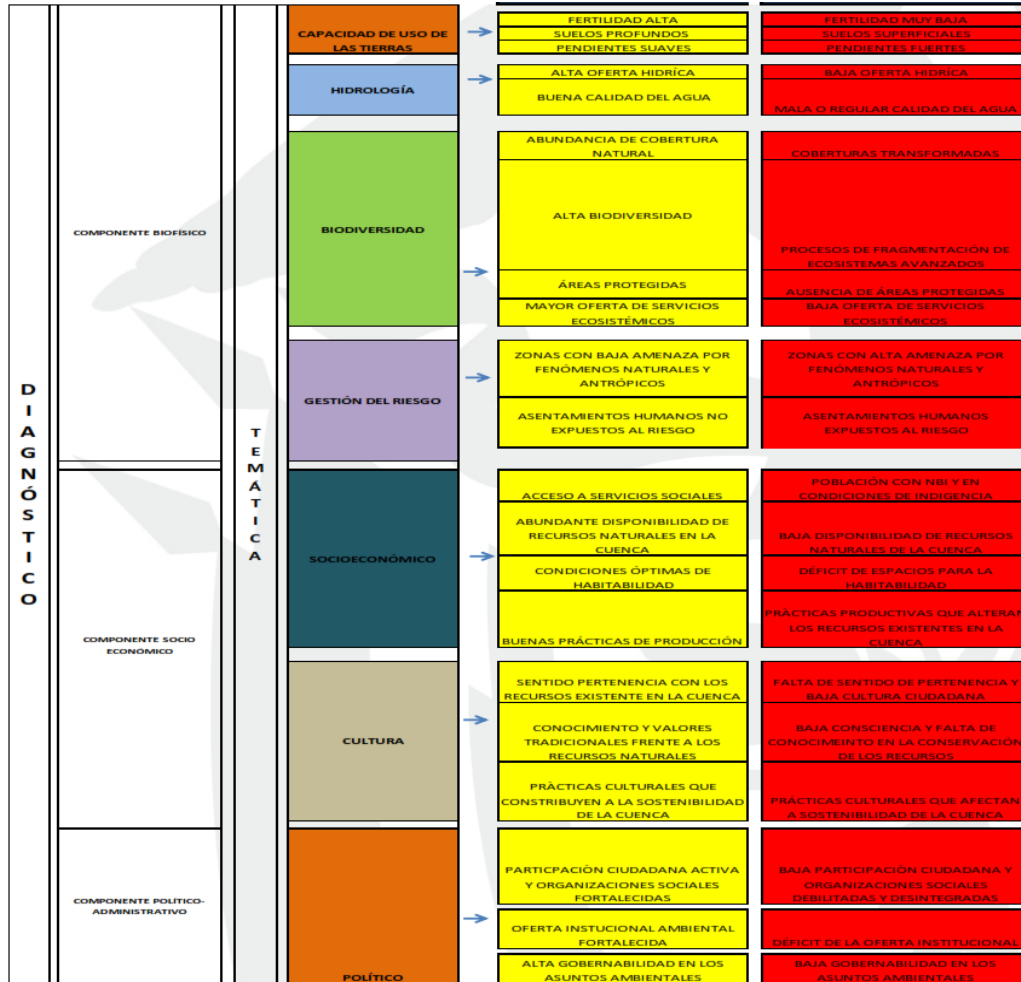 DIAGNÓSTICO
COMPONENTE BIOFÍSICO
TEMÁTICA
CAPACIDAD DE USO DE
LAS TIERRAS
FERTILIDAD ALTA
SUELOS PROFUNDOS
PENDIENTES SUAVES
FERTILIDAD MUY BAJA
SUELOS SUPERFICIALES
PENDIENTES FUERTES
HIDROLOGÍA
ALTA OFERTA HIDRÍCA
BUENA CALIDAD DEL AGUA
BAJA OFERTA HIDRÍCA
MALA O REGULAR CALIDAD DEL AGUA
BIODIVERSIDAD
ABUNDANCIA DE COBERTURA
NATURAL
ALTA BIODIVERSIDAD
ÁREAS PROTEGIDAS
MAYOR OFERTA DE SERVICIOS
ECOSISTÉMICOS
COBERTURAS TRANSFORMADAS
PROCESOS DE FRAGMENTACIÓN DE
ECOSISTEMAS AVANZADOS
AUSENCIA DE ÁREAS PROTEGIDAS
BAJA OFERTA DE SERVICIOS
ECOSISTÉMICOS
GESTIÓN DEL RIESGO
ZONAS CON BAJA AMENAZA POR
FENÓMENOS NATURALES Y
ANTRÓPICOS
ASENTAMIENTOS HUMANOS NO
EXPUESTOS AL RIESGO
ZONAS CON ALTA AMENAZA POR
FENÓMENOS NATURALES Y
ANTRÓPICOS
ASENTAMIENTOS HUMANOS
EXPUESTOS AL RIESGO
COMPONENTE SOCIO
ECONÓMICO
SOCIOECONÓMICO
ACCESO A SERVICIOS SOCIALES
ABUNDANTE DISPONIBILIDAD DE
RECURSOS NATURALES EN LA
CUENCA
CONDICIONES ÓPTIMAS DE
HABITABILIDAD
BUENAS PRÁCTICAS DE PRODUCCIÓN
POBLACIÓN CON NBI Y EN
CONDICIONES DE INDIGENCIA
BAJA DISPONIBILIDAD DE RECURSOS
NATURALES DE LA CUENCA
DÉFICIT DE ESPACIOS PARA LA
HABITABILIDAD
PRÀCTICAS PRODUCTIVAS QUE ALTERAN
LOS RECURSOS EXISTENTES EN LA
CUENCA
CULTURA
SENTIDO PERTENENCIA CON LOS
RECURSOS EXISTENTE EN LA CUENCA
CONOCIMIENTO Y VALORES
TRADICIONALES FRENTE A LOS
RECURSOS NATURALES
PRÀCTICAS CULTURALES QUE
CONSTRIBUYEN A LA SOSTENIBILIDAD
DE LA CUENCA
FALTA DE SENTIDO DE PERTENENCIA Y
BAJA CULTURA CIUDADANA
BAJA CONSCIENCIA Y FALTA DE
CONOCIMEINTO EN LA CONSERVACIÓN
DE LOS RECURSOS
PRÁCTICAS CULTURALES QUE AFECTAN
A SOSTENIBILIDAD DE LA CUENCA
COMPONENTE POLÍTICO-
ADMINISTRATIVO
POLÍTICO
PARTICPACIÓN CIUDADANA ACTIVA
Y ORGANIZACIONES SOCIALES
FORTALECIDAS
OFERTA INSTUCIONAL AMBIENTAL
FORTALECIDA
ALTA GOBERNABILIDAD EN LOS
ASUNTOS AMBIENTALES
BAJA PARTICIPACIÓN CIUDADANA Y
ORGANIZACIONES SOCIALES
DEBILITADAS Y DESINTEGRADAS
DÉFICIT DE LA OFERTA INSTITUCIONAL
BAJA GOBERNABILIDAD EN LOS
ASUNTOS AMBIENTALES